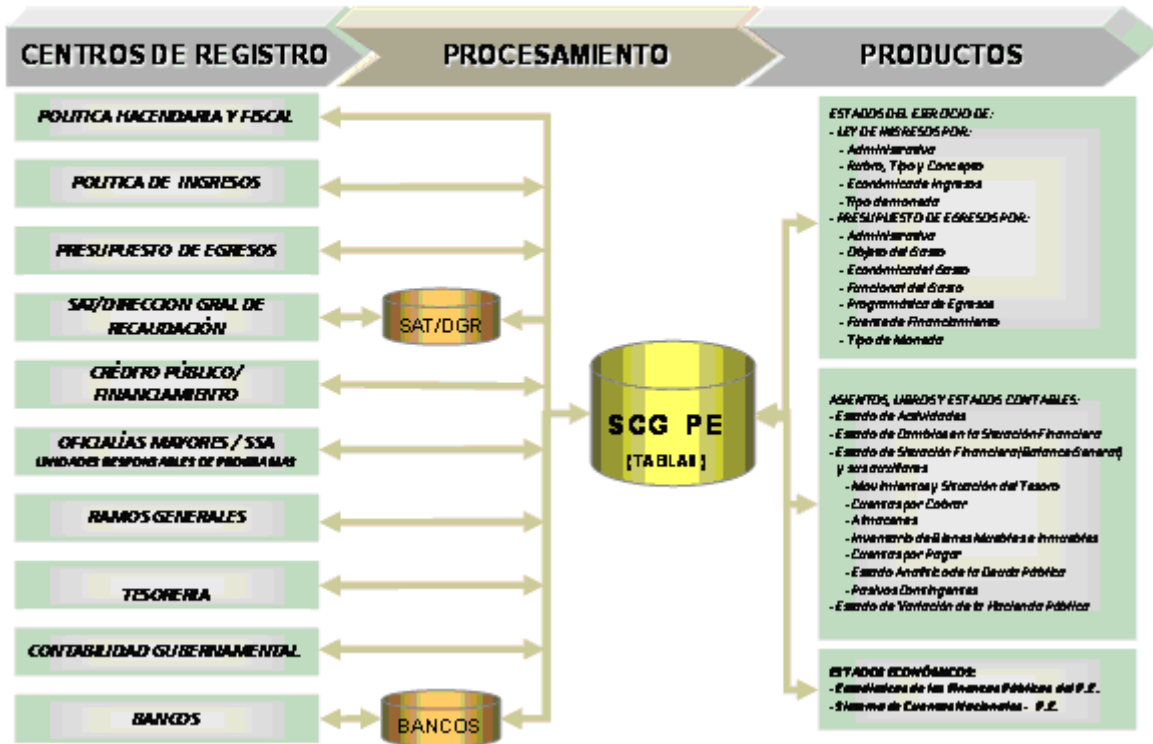 CENTROS DE REGISTRO
PROCESAMIENTO
PRODUCTOS
POLITICA HACENDARIA Y FISCAL
POLITICA DE INGRESOS
PRESUPUESTO DE EGRESOS
SAT/DIRECCION GRAL DE
RECAUDACIÓN
CRÉDITO PÚBLICO/
FINANCIAMIENTO
OFICIALÍAS MAYORES / SSA
UNIDADES RESPONSABLES DE PROGRAMAS
RAMOS GENERALES
TESORERIA
CONTABILIDAD GUBERNAMENTAL
BANCOS
SAT/DGR
BANCOS
SCG PE
(TABLAS)
ESTADOS DEL EJERCICIO DE:
- LEY DE INGRESOS POR:
- Administrativa
- Rubro, Tipo y Concepto
- Económica de Ingresos
- Tipo de moneda
- PRESUPUESTO DE EGRESOS POR:
- Administrativa
- Objeto del Gasto
- Económica del Gasto
- Funcional del Gasto
- Programática de Egresos
- Fuente de Financiamiento
- Tipo de Moneda
ASIENTOS, LIBROS Y ESTADOS CONTABLES:
- Estado de Actividades
- Estado de Cambios en la Situación Financiera
- Estado de Situación Financiera (Balance General)
y sus auxiliares
- Movimientos y Situación del Tesoro
- Cuentas por Cobrar
- Almacenes
- Inventario de Bienes Muebles e Inmuebles
- Cuentas por Pagar
- Estado Analítico de la Deuda Pública
- Pasivos Contingentes
- Estado de Variación de la Hacienda Pública
ESTADOS ECONÓMICOS:
- Estadísticas de las Finanzas Públicas del P.E.
- Sistema de Cuentas Nacionales - P.E.